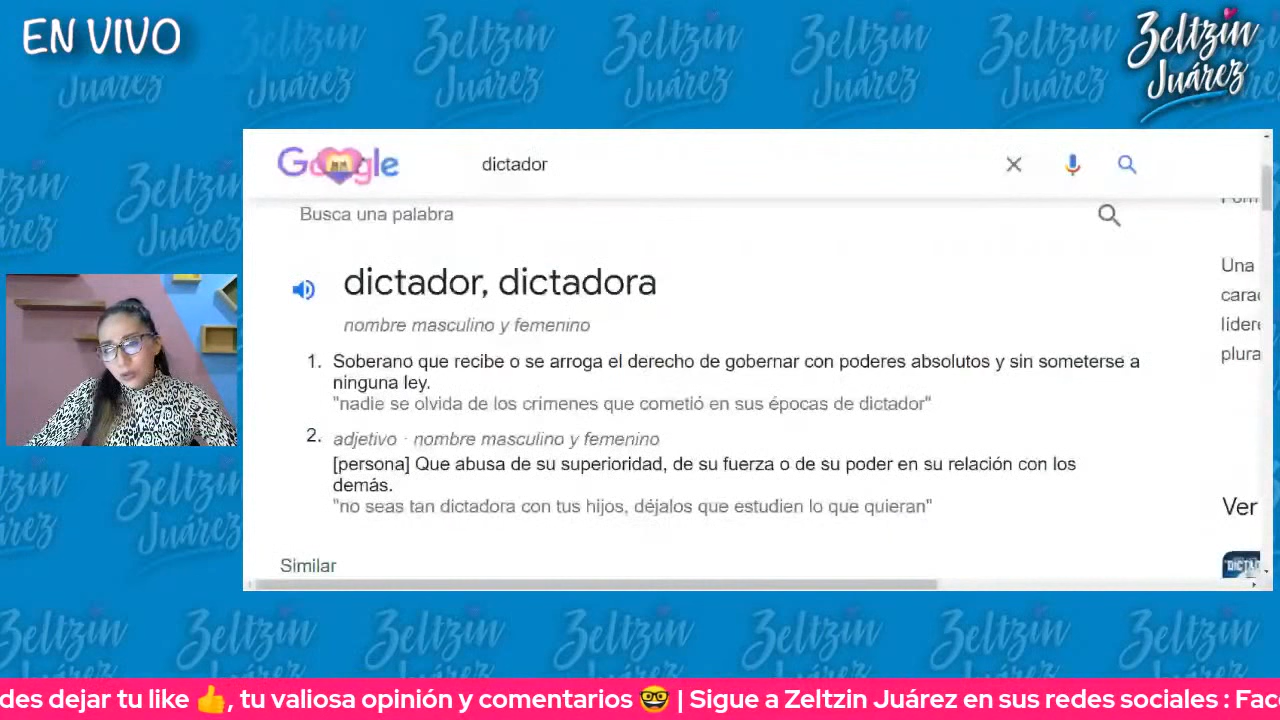 EN VIVO
Zeltzin
Juárez
Google
dictador
Busca una palabra
dictador, dictadora
nombre masculino y femenino
1. Soberano que recibe o se arroga el derecho de gobernar con poderes absolutos y sin someterse a
ninguna ley.
"nadie se olvida de los crimenes que cometió en sus épocas de dictador"
2. adjetivo · nombre masculino y femenino
[persona] Que abusa de su superioridad, de su fuerza o de su poder en su relación con los
demás.
"no seas tan dictadora con tus hijos, déjalos que estudien lo que quieran"
Similar
Una
carac
lídere
plura
Ver
des dejar tu like 👍, tu valiosa opinión y comentarios 🤓 | Sigue a Zeltzin Juárez en sus redes sociales : Fac